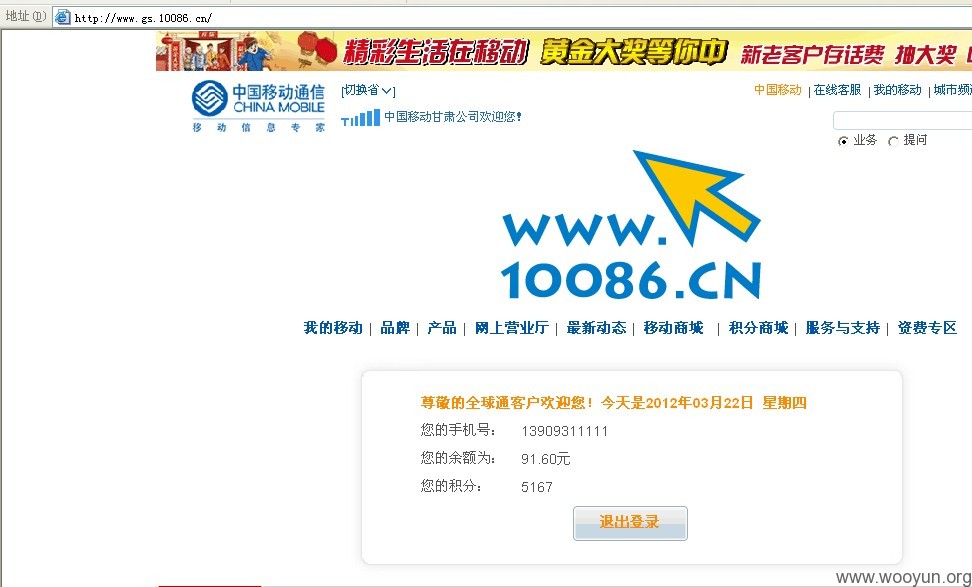 地址(D) http://www.gs.10086.cn/
精彩生活在移动 黄金大奖等你中 新老客户存话费 抽大奖
中国移动通信 [切换省] 中国移动 | 在线客服 | 我的移动 | 城市频
CHINA MOBILE
移动信息专家 中国移动甘肃公司欢迎您!
业务 提问
www.
10086.CN
我的移动 | 品牌 | 产品 | 网上营业厅 | 最新动态 | 移动商城 | 积分商城 | 服务与支持 | 资费专区
尊敬的全球通客户欢迎您! 今天是2012年03月22日 星期四
您的手机号: 13909311111
您的余额为: 91.60元
您的积分: 5167
退出登录
www.wooyun.org